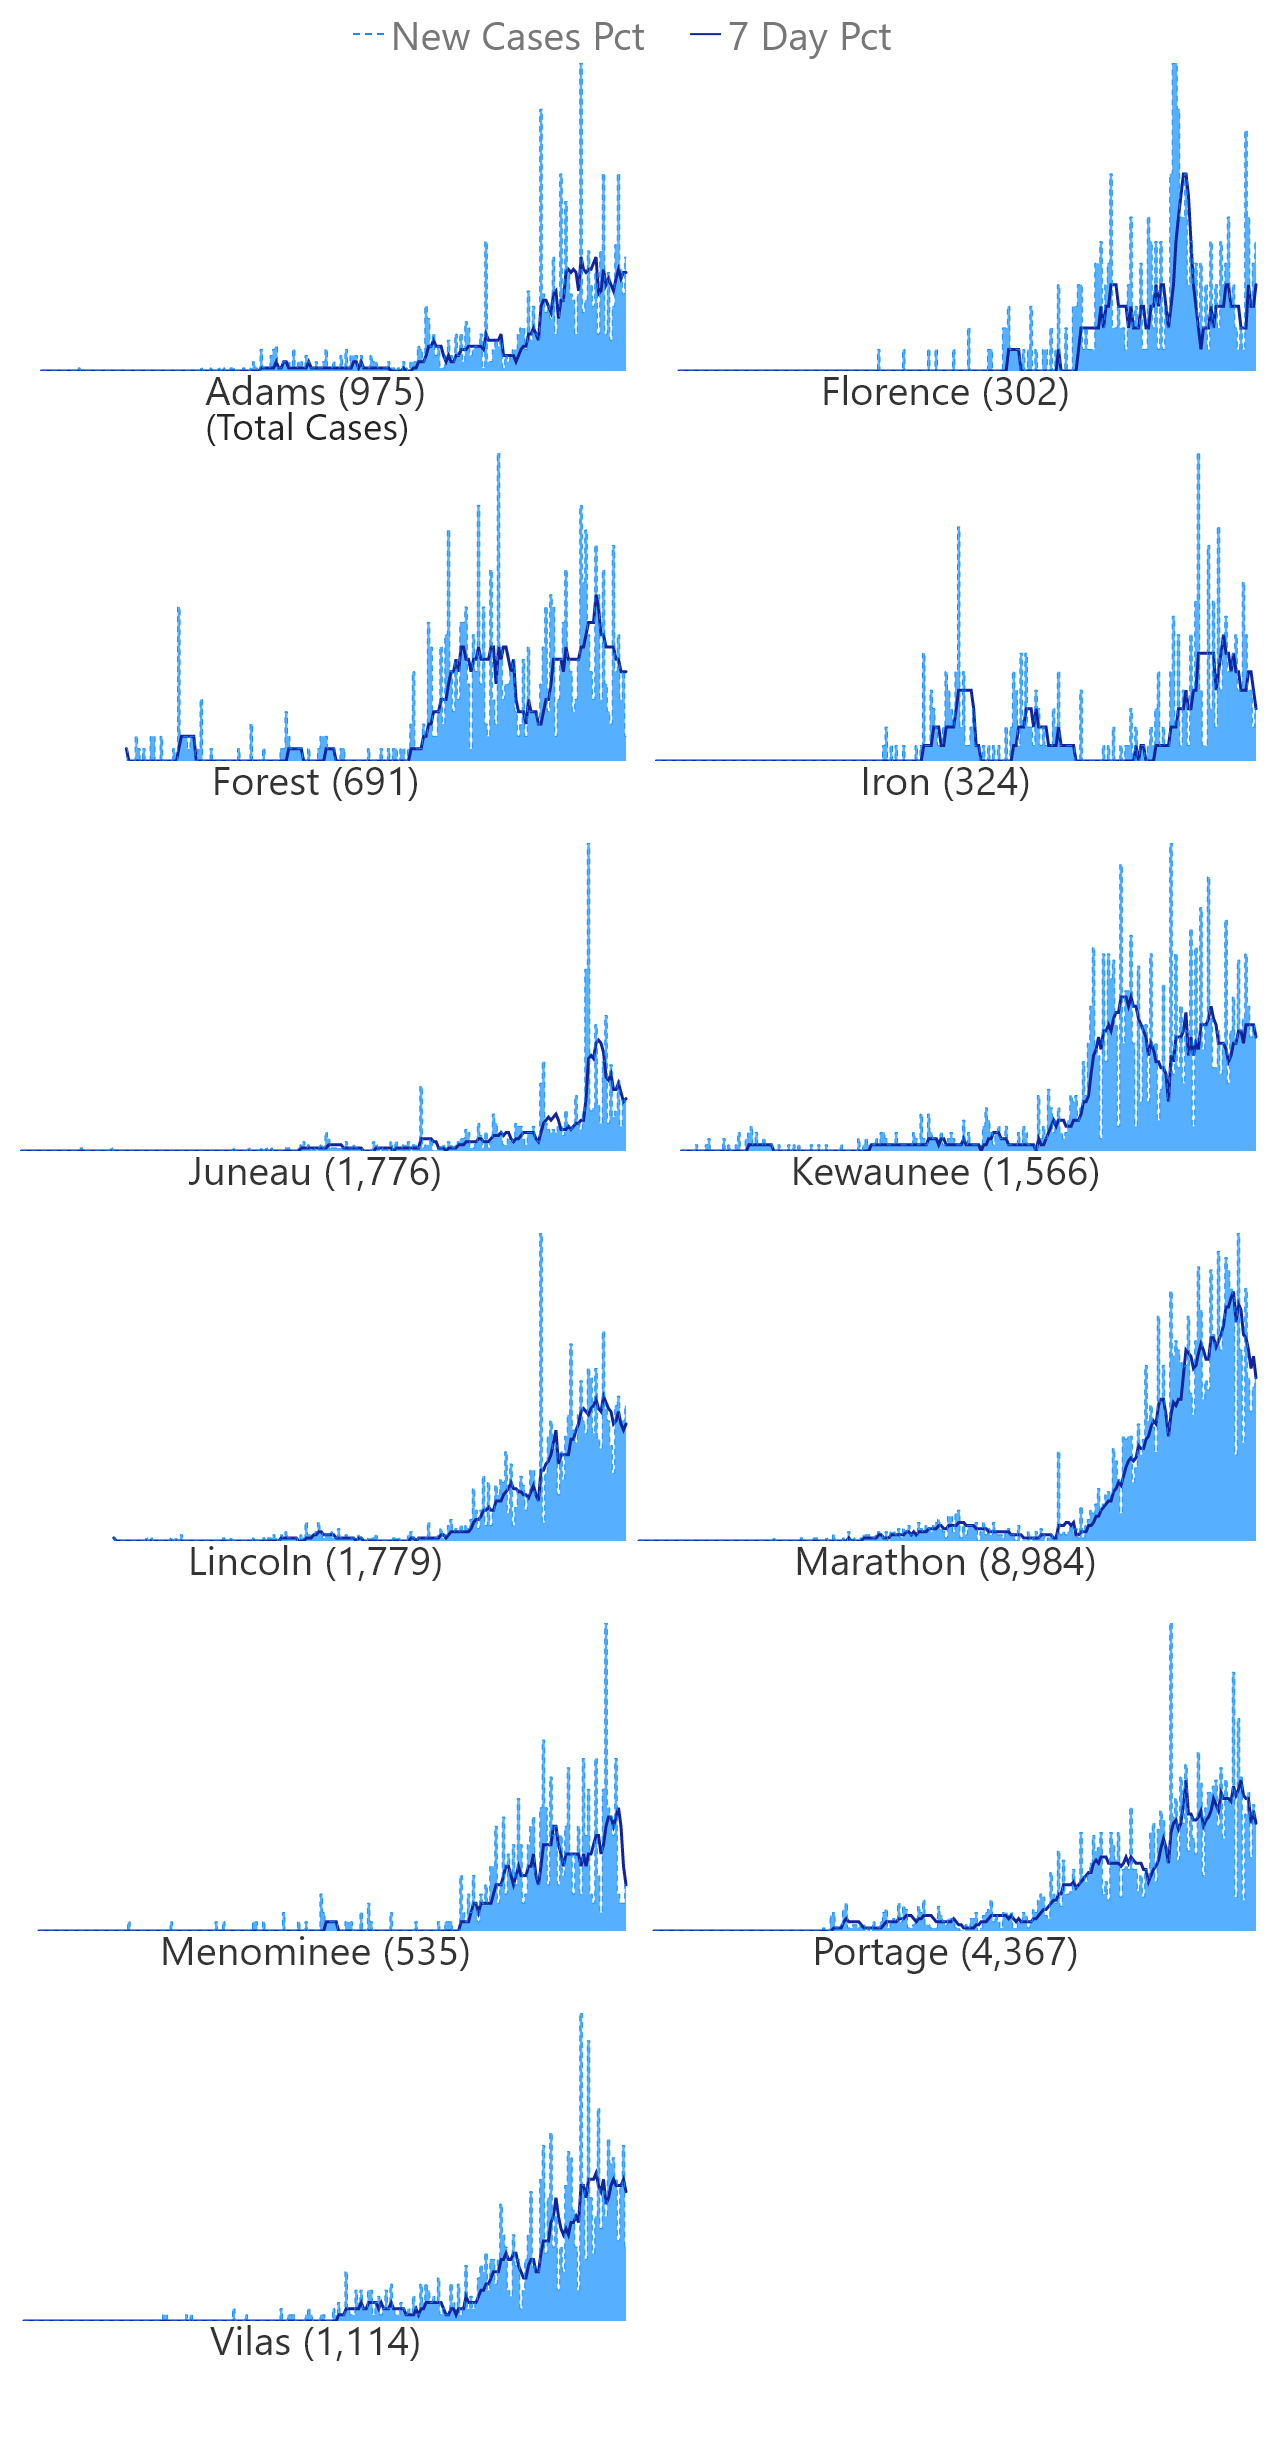 New Cases Pct 7 Day Pct
Adams (975) Florence (302)
(Total Cases)
Forest (691) Iron (324)
Juneau (1,776) Kewaunee (1,566)
Lincoln (1,779) Marathon (8,984)
Menominee (535) Portage (4,367)
Vilas (1,114)